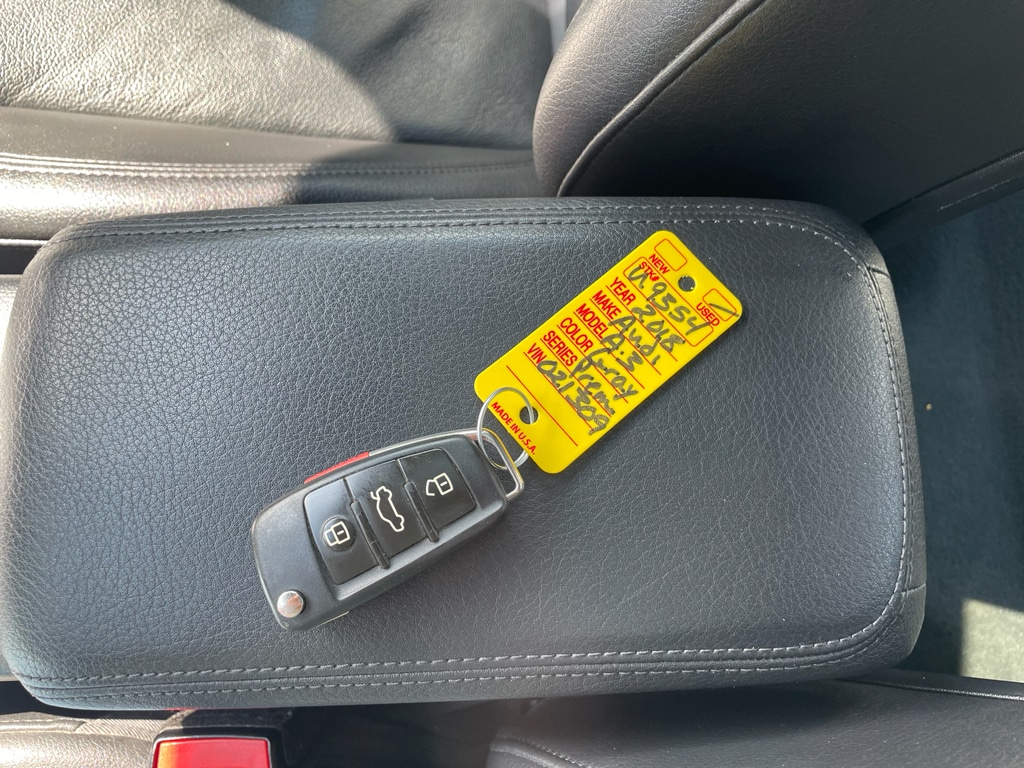 NEW
USED
STK# U9354
YEAR 2018
MAKE Audi
MODEL A3
COLOR Gray
SERIES Prem
VIN 021309
MADE IN U.S.A.